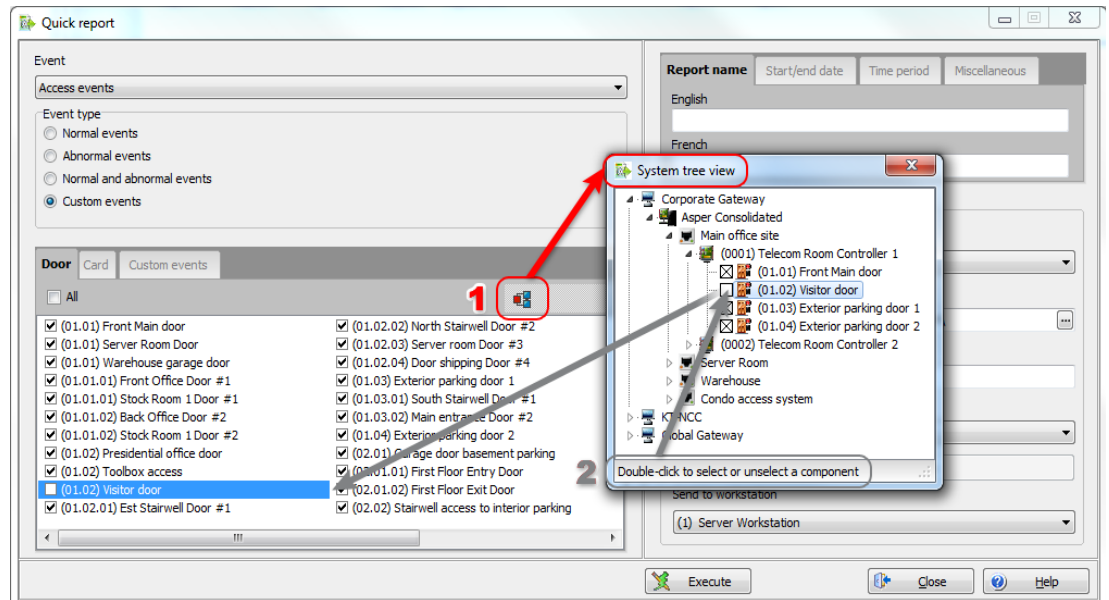 Quick report
Event
Access events
Event type
Normal events
Abnormal events
Normal and abnormal events
Custom events
Door Card Custom events
All
1
(01.01) Front Main door
(01.01) Server Room Door
(01.01) Warehouse garage door
(01.01.01) Front Office Door #1
(01.01.01) Stock Room 1 Door #1
(01.01.02) Back Office Door #2
(01.01.02) Stock Room 1 Door #2
(01.02) Presidential office door
(01.02) Toolbox access
(01.02) Visitor door
(01.02.01) Est Stairwell Door #1
(01.02.02) North Stairwell Door #2
(01.02.03) Server room Door #3
(01.02.04) Door shipping Door #4
(01.03) Exterior parking door 1
(01.03.01) South Stairwell Door #1
(01.03.02) Main entrance Door #2
(01.04) Exterior parking door 2
(02.01) Garage door basement parking
(02.01.01) First Floor Entry Door
(02.01.02) First Floor Exit Door
(02.02) Stairwell access to interior parking
Report name Start/end date Time period Miscellaneous
English
French
System tree view
Corporate Gateway
Asper Consolidated
Main office site
(0001) Telecom Room Controller 1
(01.01) Front Main door
(01.02) Visitor door
(01.03) Exterior parking door 1
(01.04) Exterior parking door 2
(0002) Telecom Room Controller 2
Server Room
Warehouse
Condo access system
KT-NCC
Global Gateway
2
Double-click to select or unselect a component
Send to workstation
(1) Server Workstation
Execute Close Help